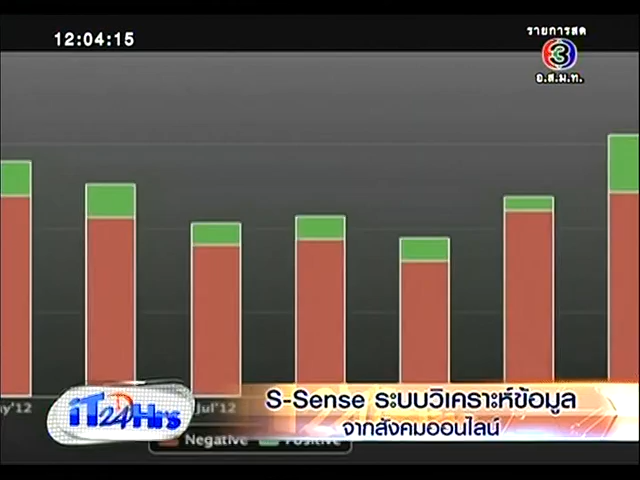 12:04:15
รายการสด
3
อ.ส.ม.ท.
Jul'12
iT24Hrs
S-Sense ระบบวิเคราะห์ข้อมูล
จากสังคมออนไลน์
Negative
Positive